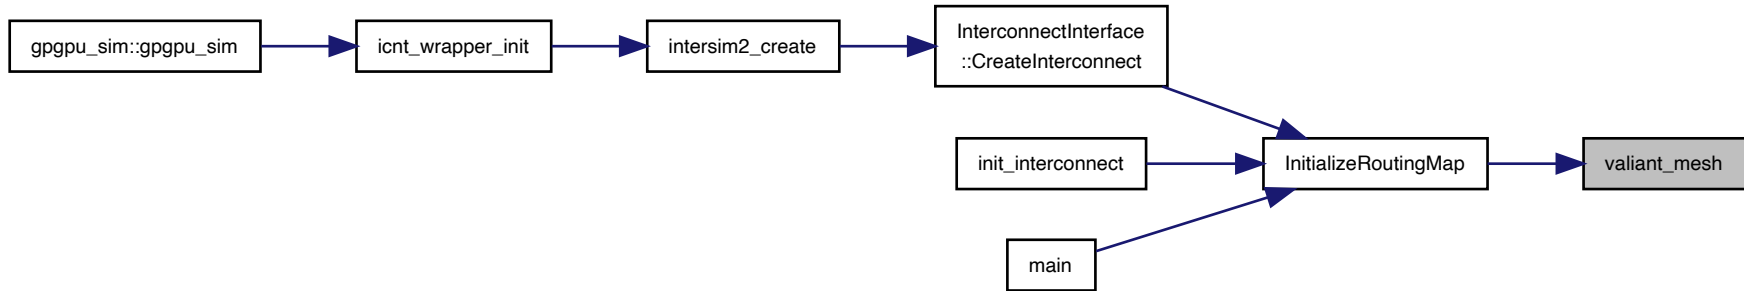 gpgpu_sim::gpgpu_sim
icnt_wrapper_init
intersim2_create
InterconnectInterface
::CreateInterconnect
init_interconnect
main
InitializeRoutingMap
valiant_mesh